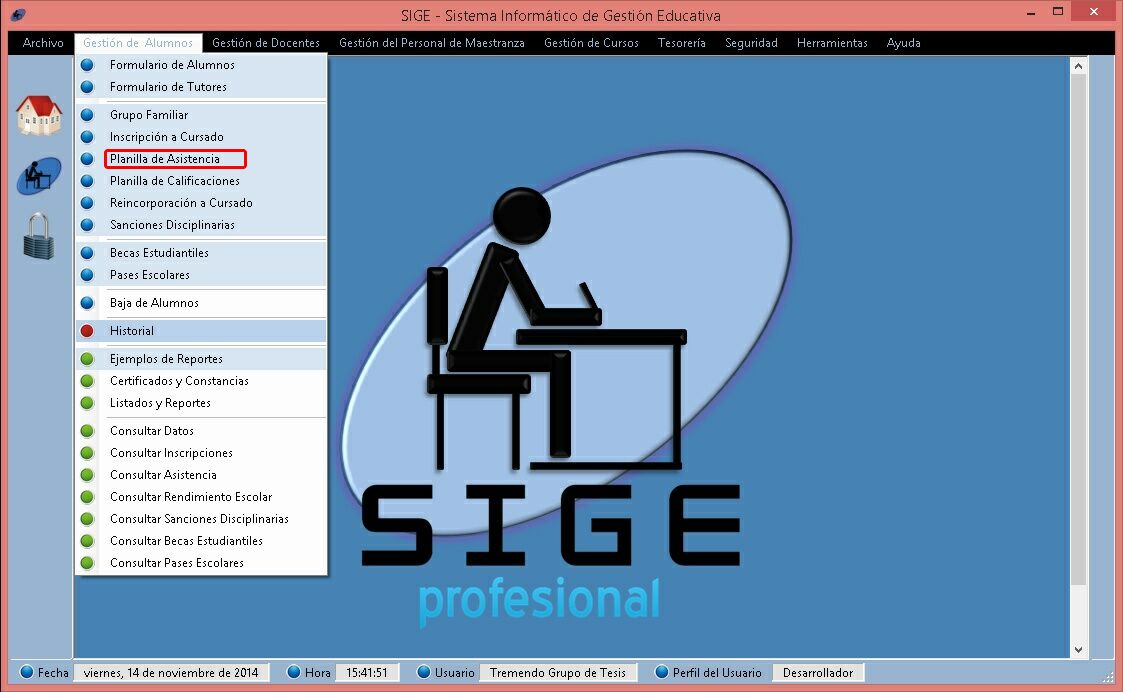 SIGE - Sistema Informático de Gestión Educativa
Archivo Gestión de Alumnos Gestión de Docentes Gestión del Personal de Maestranza Gestión de Cursos Tesorería Seguridad Herramientas Ayuda
Formulario de Alumnos
Formulario de Tutores
Grupo Familiar
Inscripción a Cursado
Planilla de Asistencia
Planilla de Calificaciones
Reincorporación a Cursado
Sanciones Disciplinarias
Becas Estudiantiles
Pases Escolares
Baja de Alumnos
Historial
Ejemplos de Reportes
Certificados y Constancias
Listados y Reportes
Consultar Datos
Consultar Inscripciones
Consultar Asistencia
Consultar Rendimiento Escolar
Consultar Sanciones Disciplinarias
Consultar Becas Estudiantiles
Consultar Pases Escolares
SIGE
profesional
Fecha viernes, 14 de noviembre de 2014 Hora 15:41:51 Usuario Tremendo Grupo de Tesis Perfil del Usuario Desarrollador